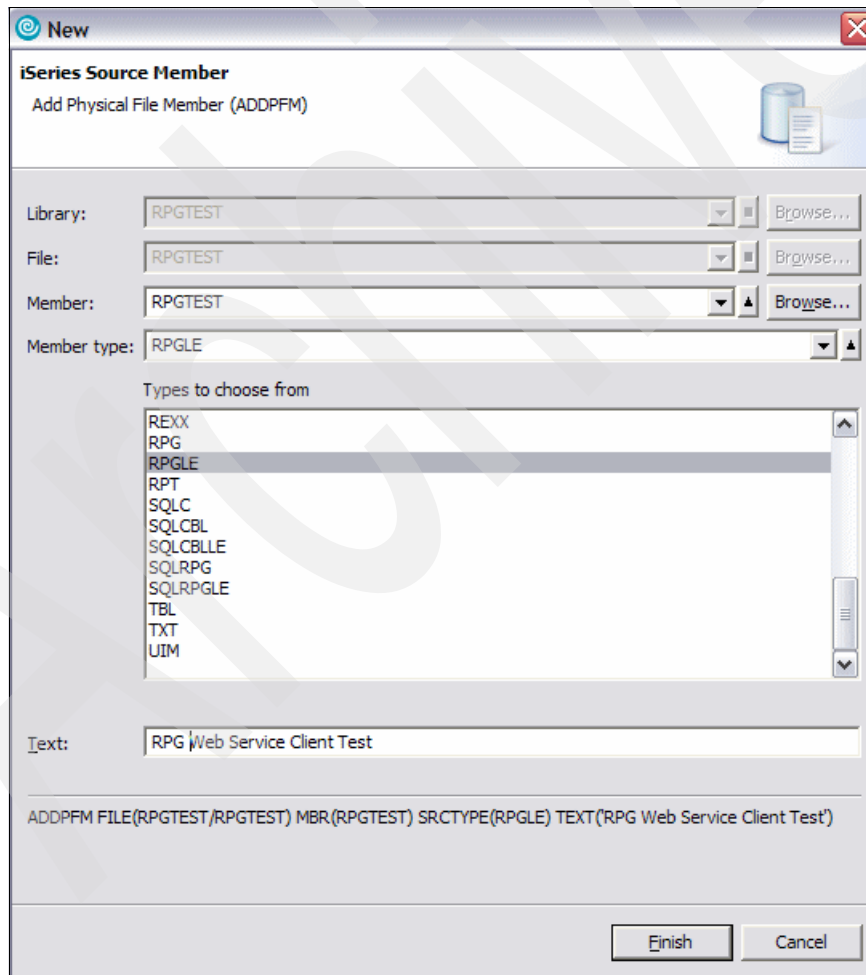 New
iSeries Source Member
Add Physical File Member (ADDPFM)
Library: RPGTEST Browse...
File: RPGTEST Browse...
Member: RPGTEST Browse...
Member type: RPGLE
Types to choose from
REXX
RPG
RPGLE
RPT
SQLC
SQLCBL
SQLCBLLE
SQLRPG
SQLRPGLE
TBL
TXT
UIM
Text: RPG Web Service Client Test
ADDPFM FILE(RPGTEST/RPGTEST) MBR(RPGTEST) SRCTYPE(RPGLE) TEXT('RPG Web Service Client Test')
Finish Cancel